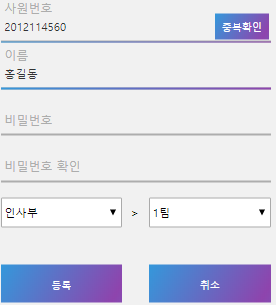 사원번호
2012114560 중복확인
이름
홍길동
비밀번호
비밀번호 확인
인사부 ▼ > 1팀 ▼
등록 취소